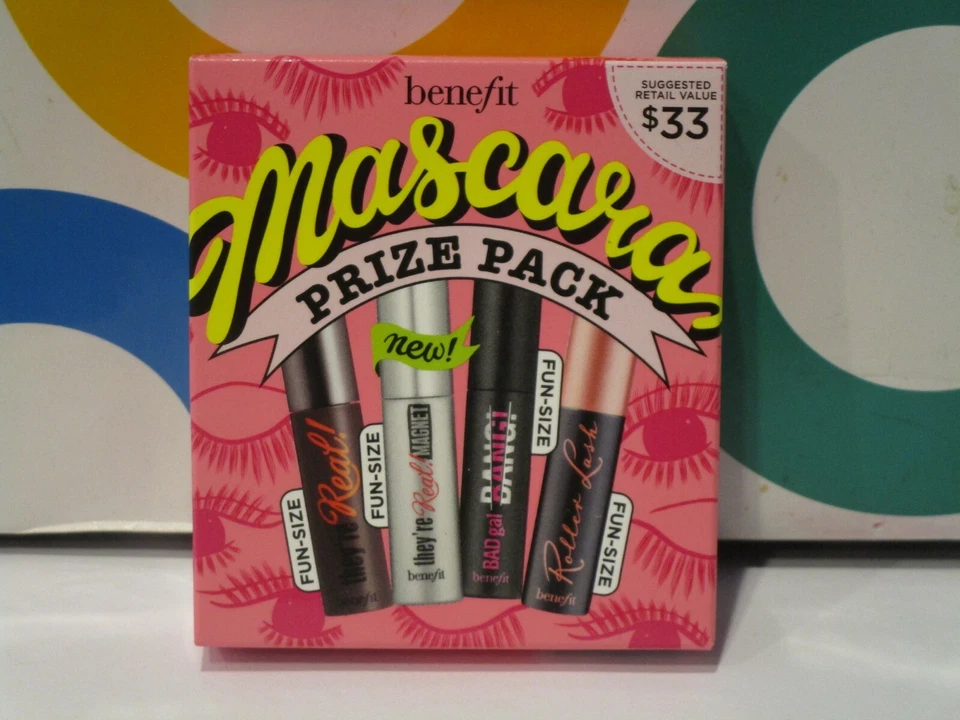 benefit
SUGGESTED
RETAIL VALUE
$33
Mascara
PRIZE PACK
new!
FUN-SIZE
they're Real!
benefit
FUN-SIZE
they're Real! MAGNET
benefit
FUN-SIZE
BADgal BANG!
benefit
FUN-SIZE
Roller Lash
benefit